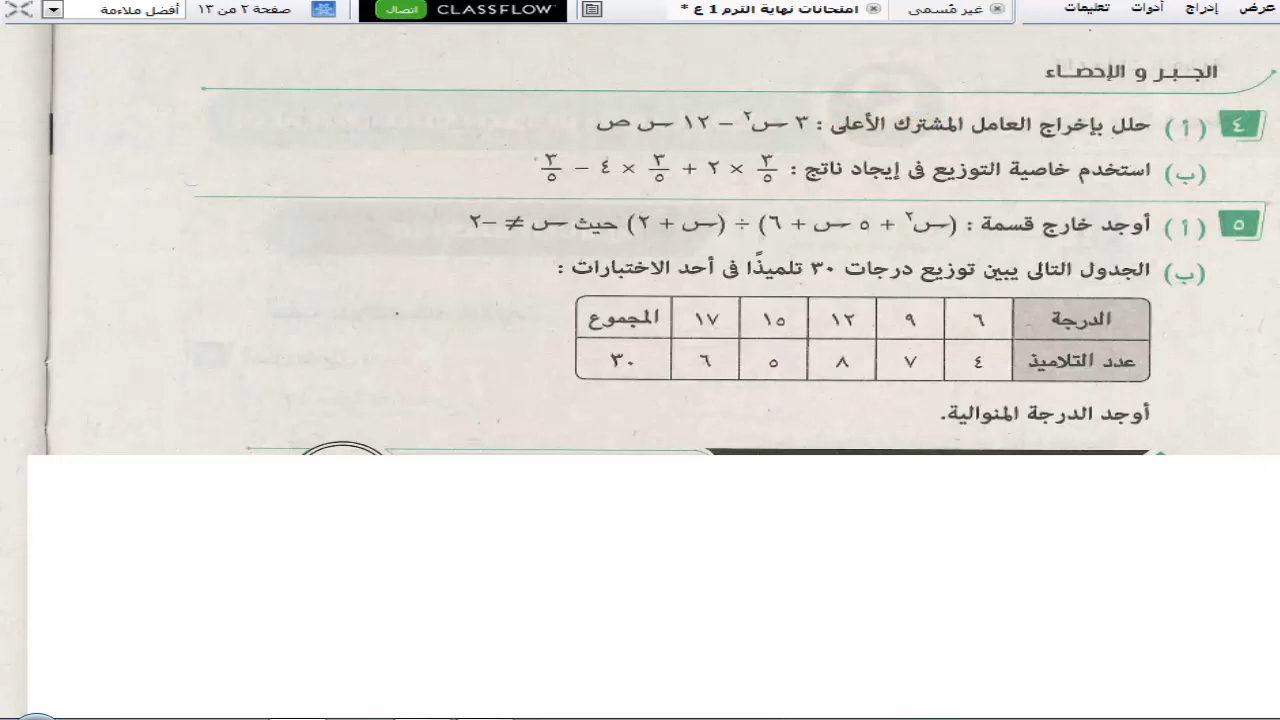 عرض إدراج أدوات تعليمات
غير مُسمى
امتحانات نهاية الترم 1 ع *
CLASSFLOW
اتصال
صفحة ٢ من ١٣
أفضل ملاءمة
الجبر و الإحصاء
٤ ( أ ) حلل بإخراج العامل المشترك الأعلى : ٣ س٢ – ١٢ س ص
(ب) استخدم خاصية التوزيع فى إيجاد ناتج : ٣/٥ × ٢ + ٣/٥ × ٤ – ٣/٥
٥ ( أ ) أوجد خارج قسمة : (س٢ + ٥ س + ٦) ÷ (س + ٢) حيث س ≠ –٢
(ب) الجدول التالى يبين توزيع درجات ٣٠ تلميذًا فى أحد الاختبارات :
الدرجة ٦ ٩ ١٢ ١٥ ١٧ المجموع
عدد التلاميذ ٤ ٧ ٨ ٥ ٦ ٣٠
أوجد الدرجة المنوالية.